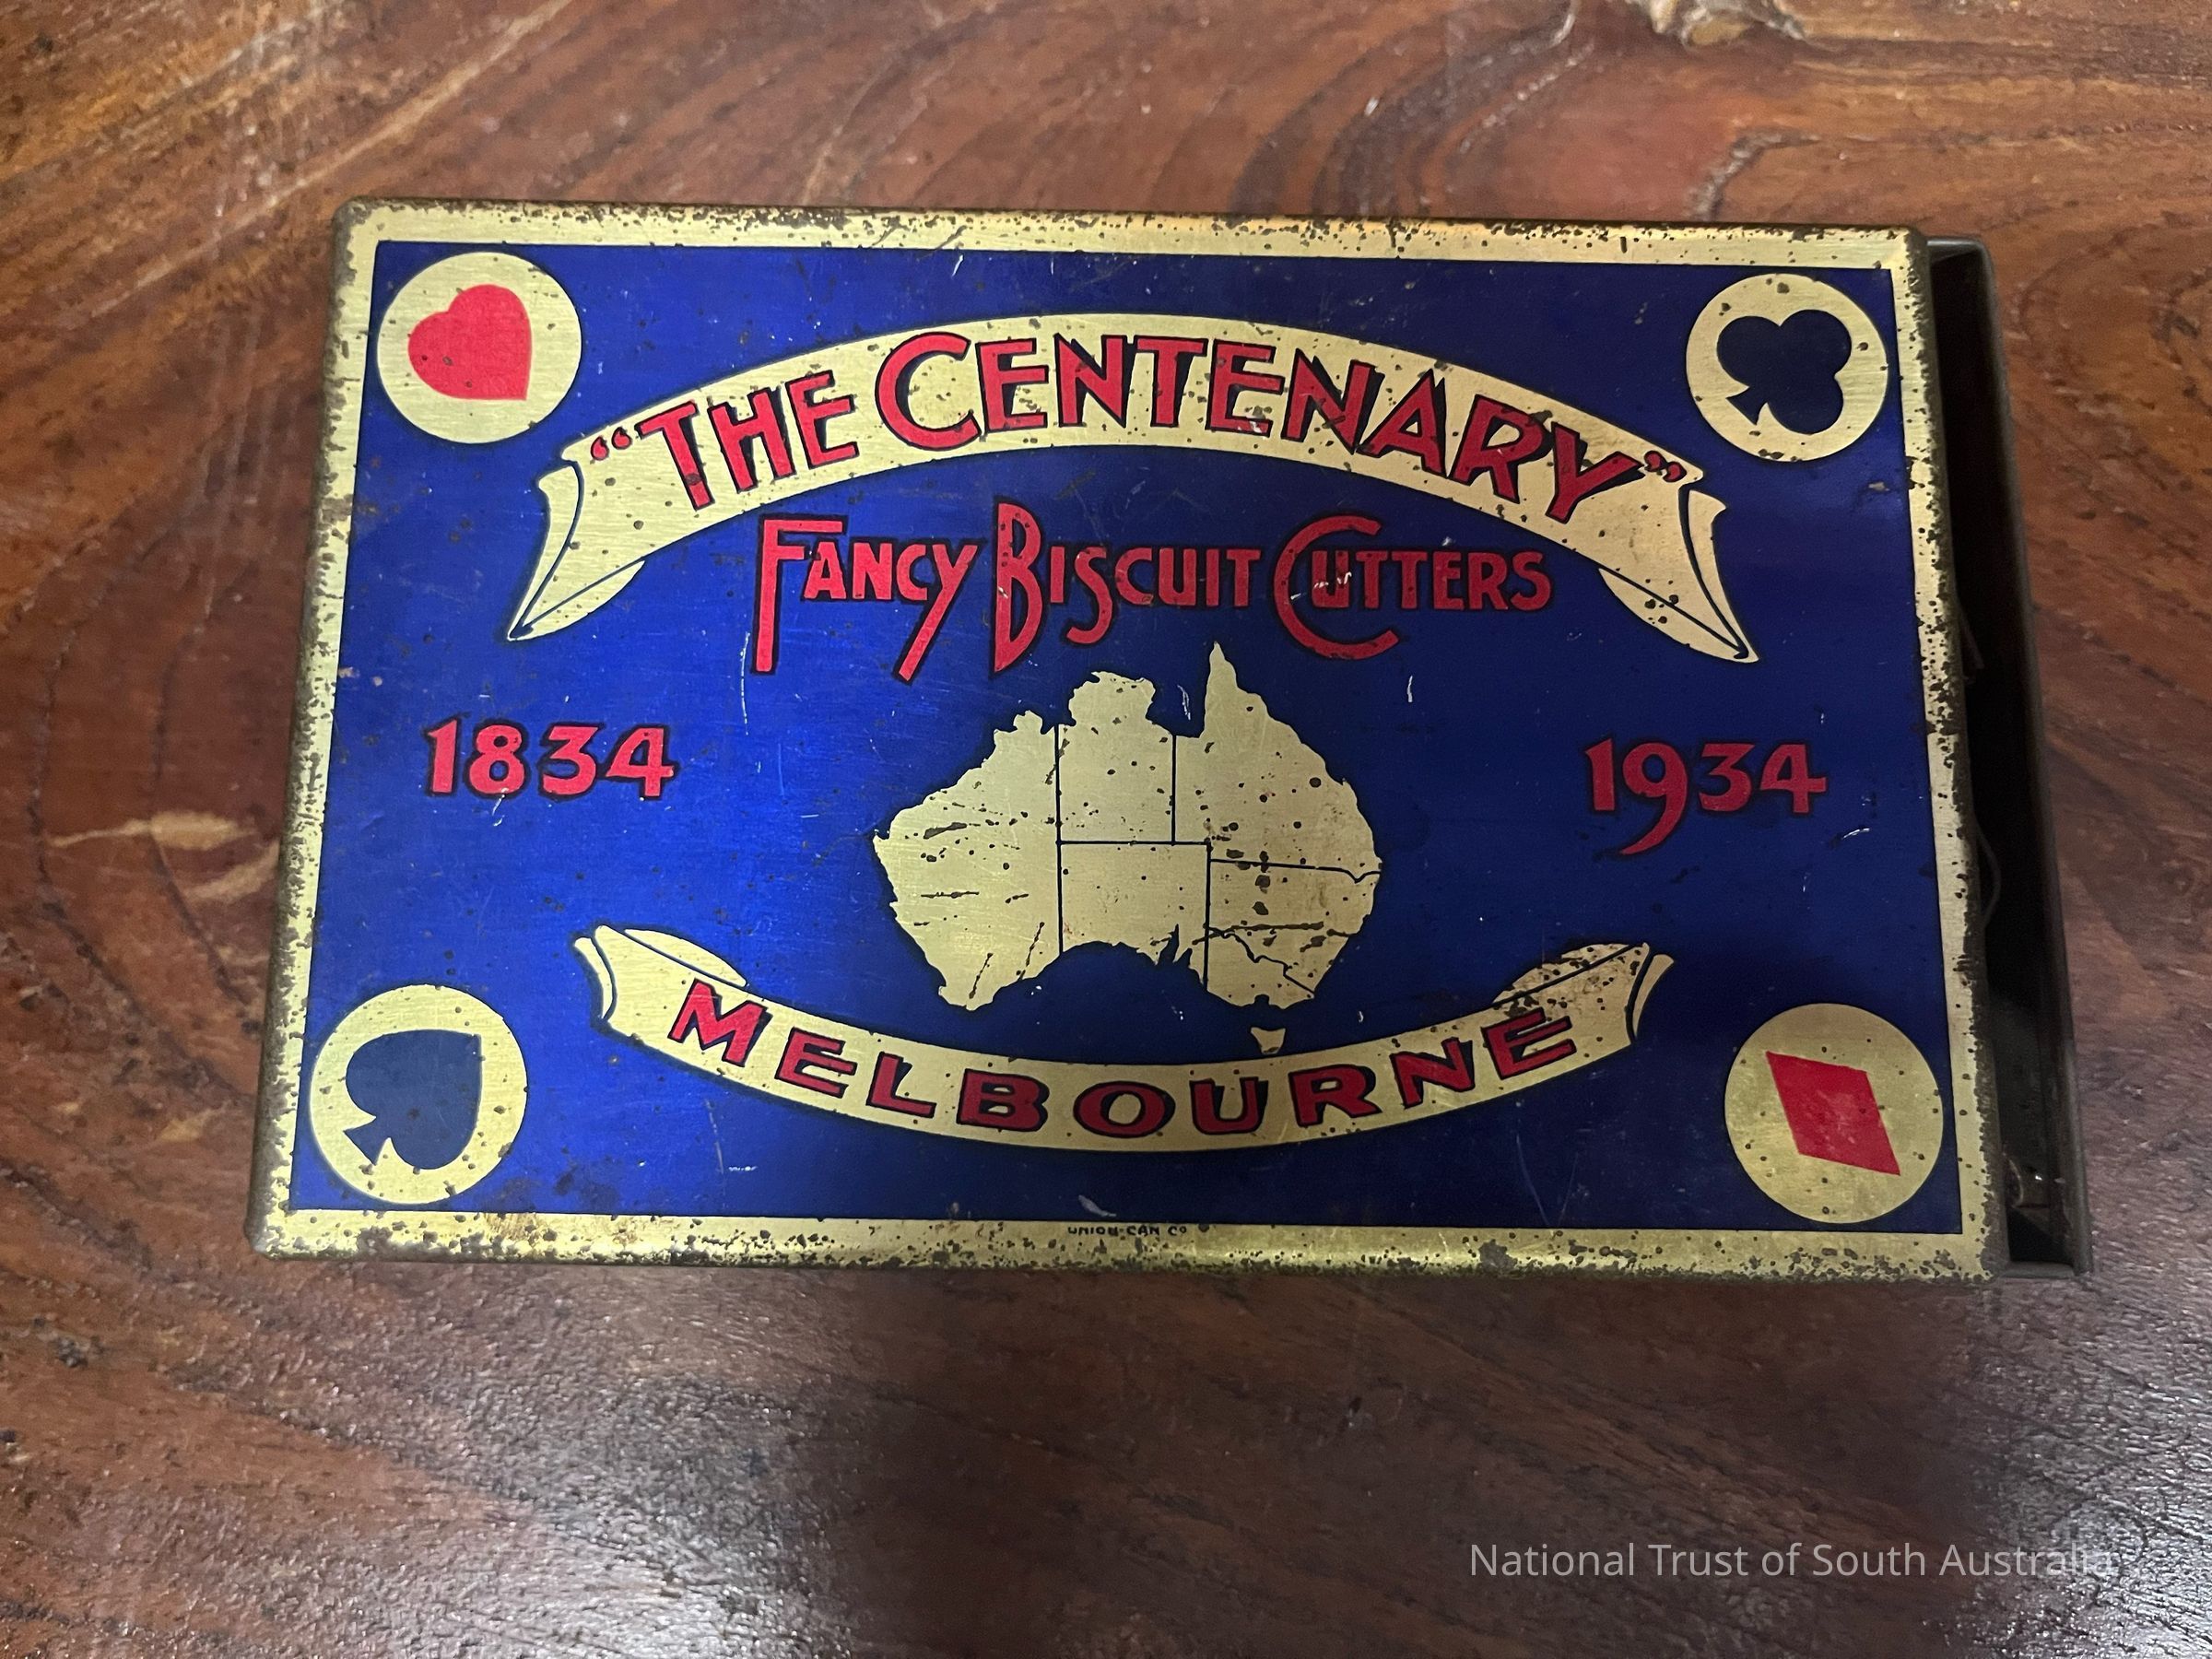 "THE CENTENARY"
FANCY BISCUIT CUTTERS
1834
1934
MELBOURNE
UNION-CAN CO
National Trust of South Australia